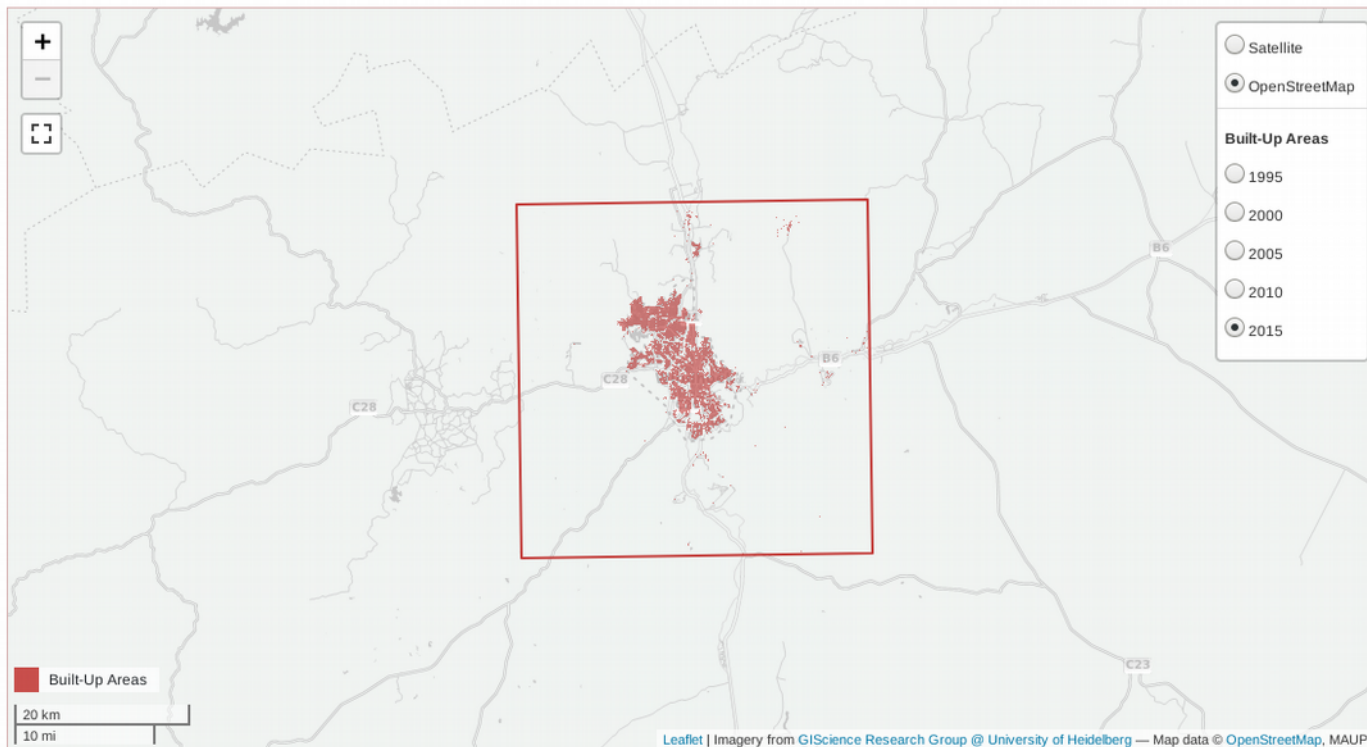 +
−
Satellite
OpenStreetMap
Built-Up Areas
1995
2000
2005
2010
2015
B6
B6
C28
C28
C23
Built-Up Areas
20 km
10 mi
Leaflet | Imagery from GIScience Research Group @ University of Heidelberg — Map data © OpenStreetMap, MAUP